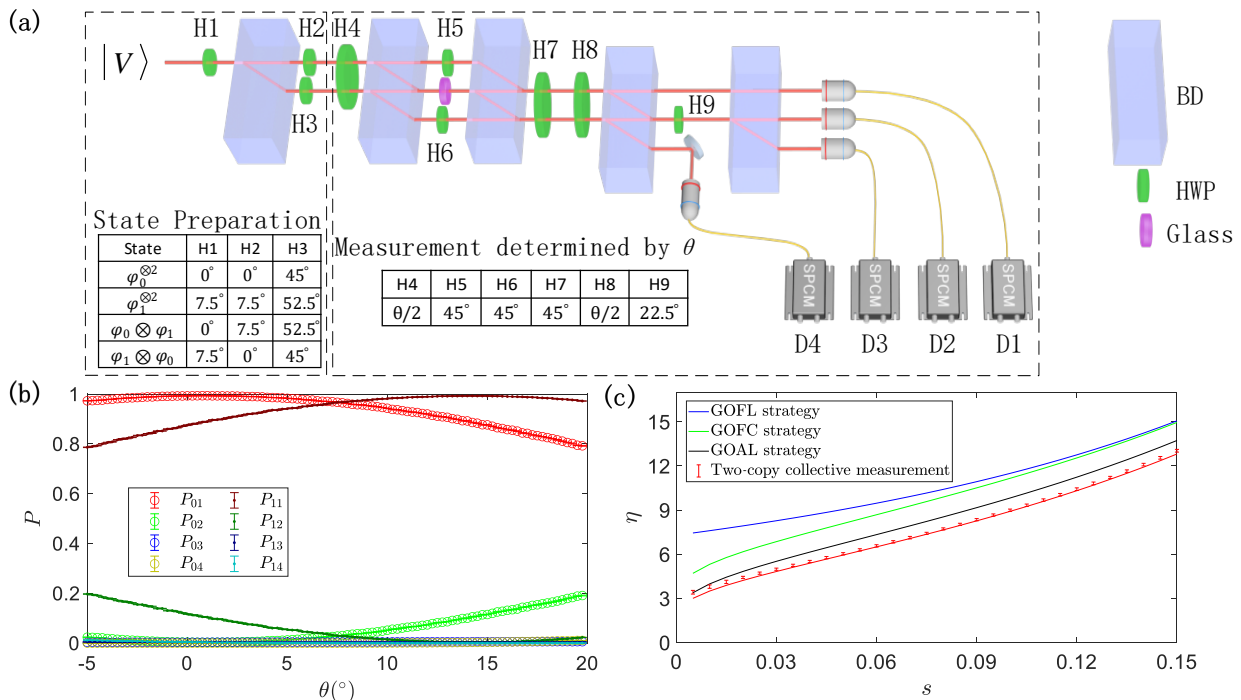 (a)
|V⟩
H1
H2
H3
H4
H5
H6
H7
H8
H9
BD
HWP
Glass
State Preparation
State H1 H2 H3
φ₀^⊗2 0° 0° 45°
φ₁^⊗2 7.5° 7.5° 52.5°
φ₀ ⊗ φ₁ 0° 7.5° 52.5°
φ₁ ⊗ φ₀ 7.5° 0° 45°
Measurement determined by θ
H4 H5 H6 H7 H8 H9
θ/2 45° 45° 45° θ/2 22.5°
SPCM SPCM SPCM SPCM
D4 D3 D2 D1
(b)
1
0.8
0.6
0.4
0.2
0
P
P₀₁ P₁₁
P₀₂ P₁₂
P₀₃ P₁₃
P₀₄ P₁₄
-5 0 5 10 15 20
θ(°)
(c)
15
12
9
6
3
0
η
GOFL strategy
GOFC strategy
GOAL strategy
Two-copy collective measurement
0 0.03 0.06 0.09 0.12 0.15
s